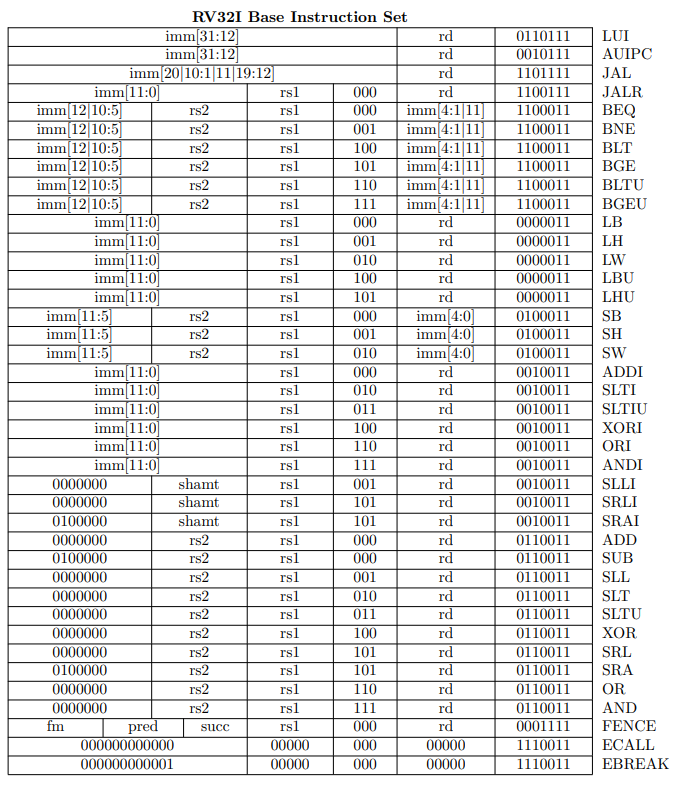 RV32I Base Instruction Set
imm[31:12] rd 0110111 LUI
imm[31:12] rd 0010111 AUIPC
imm[20|10:1|11|19:12] rd 1101111 JAL
imm[11:0] rs1 000 rd 1100111 JALR
imm[12|10:5] rs2 rs1 000 imm[4:1|11] 1100011 BEQ
imm[12|10:5] rs2 rs1 001 imm[4:1|11] 1100011 BNE
imm[12|10:5] rs2 rs1 100 imm[4:1|11] 1100011 BLT
imm[12|10:5] rs2 rs1 101 imm[4:1|11] 1100011 BGE
imm[12|10:5] rs2 rs1 110 imm[4:1|11] 1100011 BLTU
imm[12|10:5] rs2 rs1 111 imm[4:1|11] 1100011 BGEU
imm[11:0] rs1 000 rd 0000011 LB
imm[11:0] rs1 001 rd 0000011 LH
imm[11:0] rs1 010 rd 0000011 LW
imm[11:0] rs1 100 rd 0000011 LBU
imm[11:0] rs1 101 rd 0000011 LHU
imm[11:5] rs2 rs1 000 imm[4:0] 0100011 SB
imm[11:5] rs2 rs1 001 imm[4:0] 0100011 SH
imm[11:5] rs2 rs1 010 imm[4:0] 0100011 SW
imm[11:0] rs1 000 rd 0010011 ADDI
imm[11:0] rs1 010 rd 0010011 SLTI
imm[11:0] rs1 011 rd 0010011 SLTIU
imm[11:0] rs1 100 rd 0010011 XORI
imm[11:0] rs1 110 rd 0010011 ORI
imm[11:0] rs1 111 rd 0010011 ANDI
0000000 shamt rs1 001 rd 0010011 SLLI
0000000 shamt rs1 101 rd 0010011 SRLI
0100000 shamt rs1 101 rd 0010011 SRAI
0000000 rs2 rs1 000 rd 0110011 ADD
0100000 rs2 rs1 000 rd 0110011 SUB
0000000 rs2 rs1 001 rd 0110011 SLL
0000000 rs2 rs1 010 rd 0110011 SLT
0000000 rs2 rs1 011 rd 0110011 SLTU
0000000 rs2 rs1 100 rd 0110011 XOR
0000000 rs2 rs1 101 rd 0110011 SRL
0100000 rs2 rs1 101 rd 0110011 SRA
0000000 rs2 rs1 110 rd 0110011 OR
0000000 rs2 rs1 111 rd 0110011 AND
fm pred succ rs1 000 rd 0001111 FENCE
000000000000 00000 000 00000 1110011 ECALL
000000000001 00000 000 00000 1110011 EBREAK